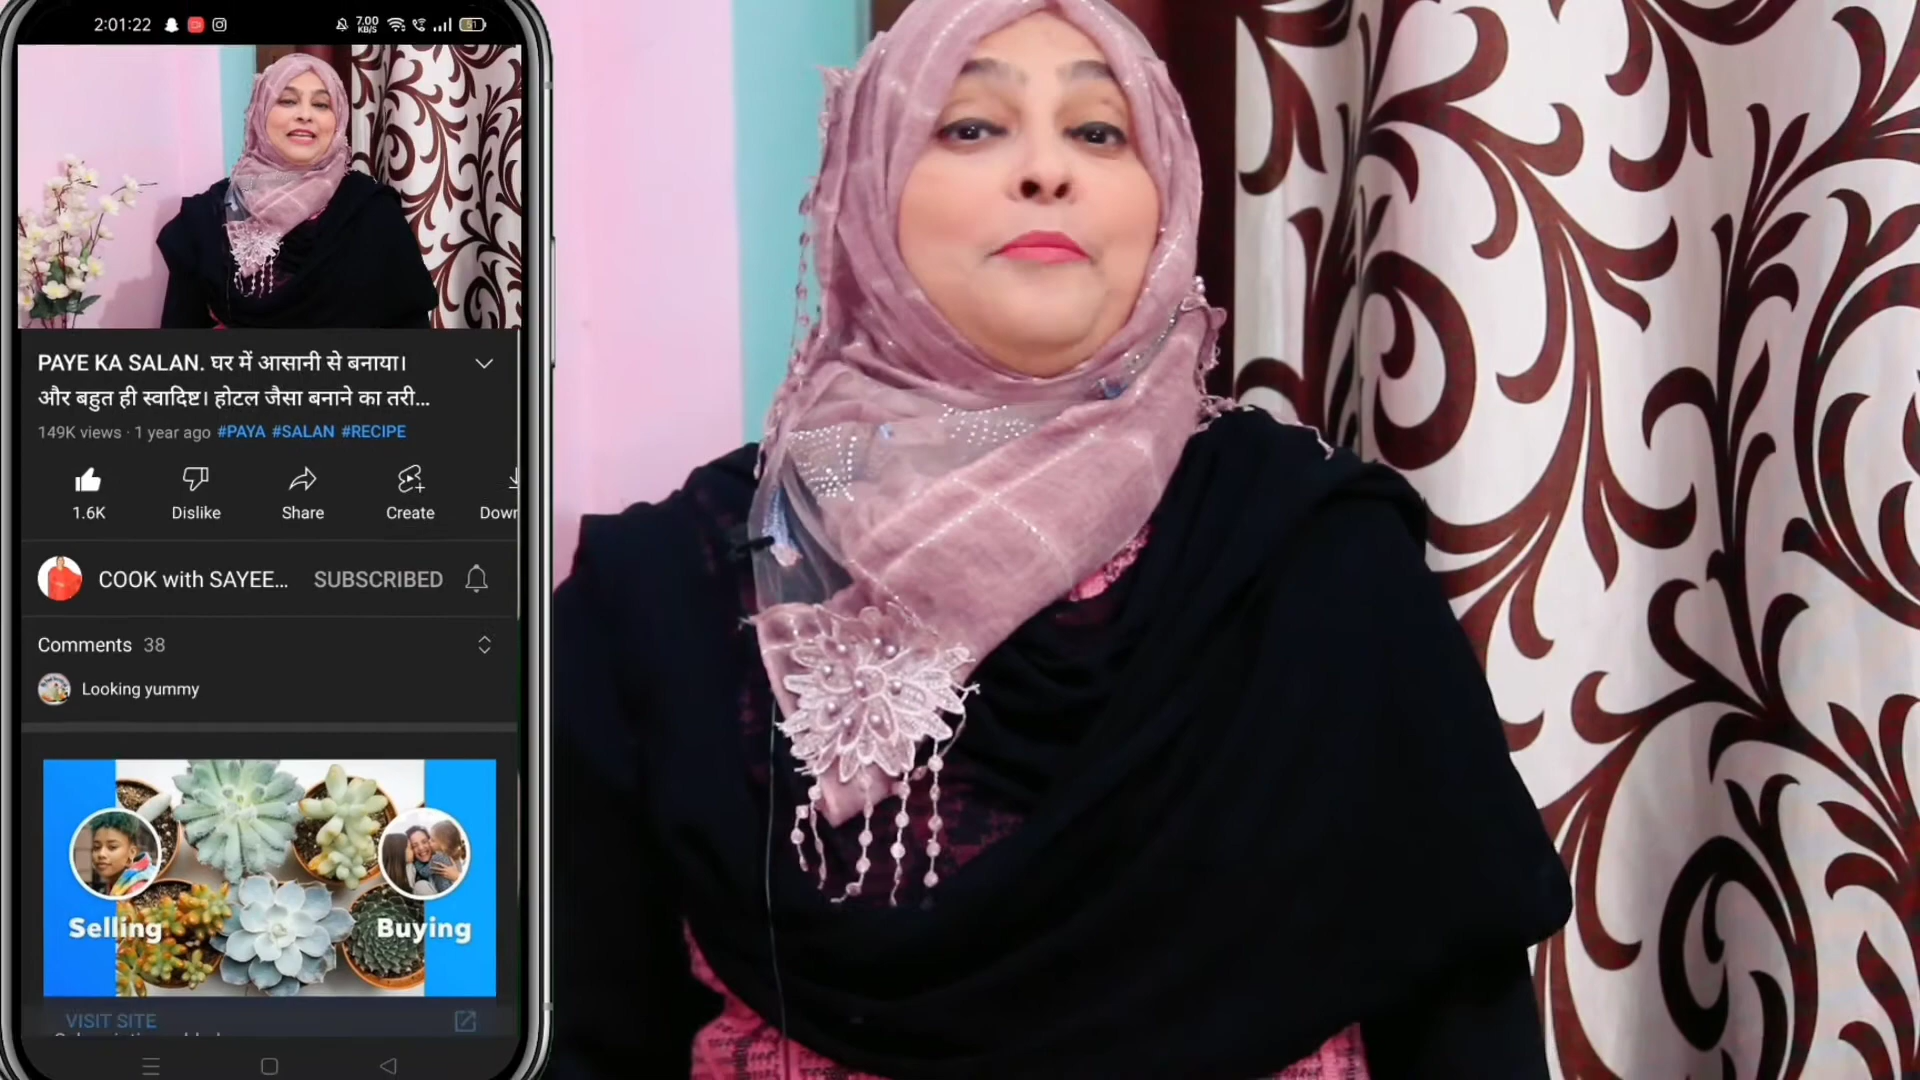 2:01:22
7.00
KB/S
51
PAYE KA SALAN. घर में आसानी से बनाया।
और बहुत ही स्वादिष्ट। होटल जैसा बनाने का तरी...
149K views · 1 year ago #PAYA #SALAN #RECIPE
1.6K Dislike Share Create Down
COOK with SAYEE... SUBSCRIBED
Comments 38
Looking yummy
Selling Buying
VISIT SITE